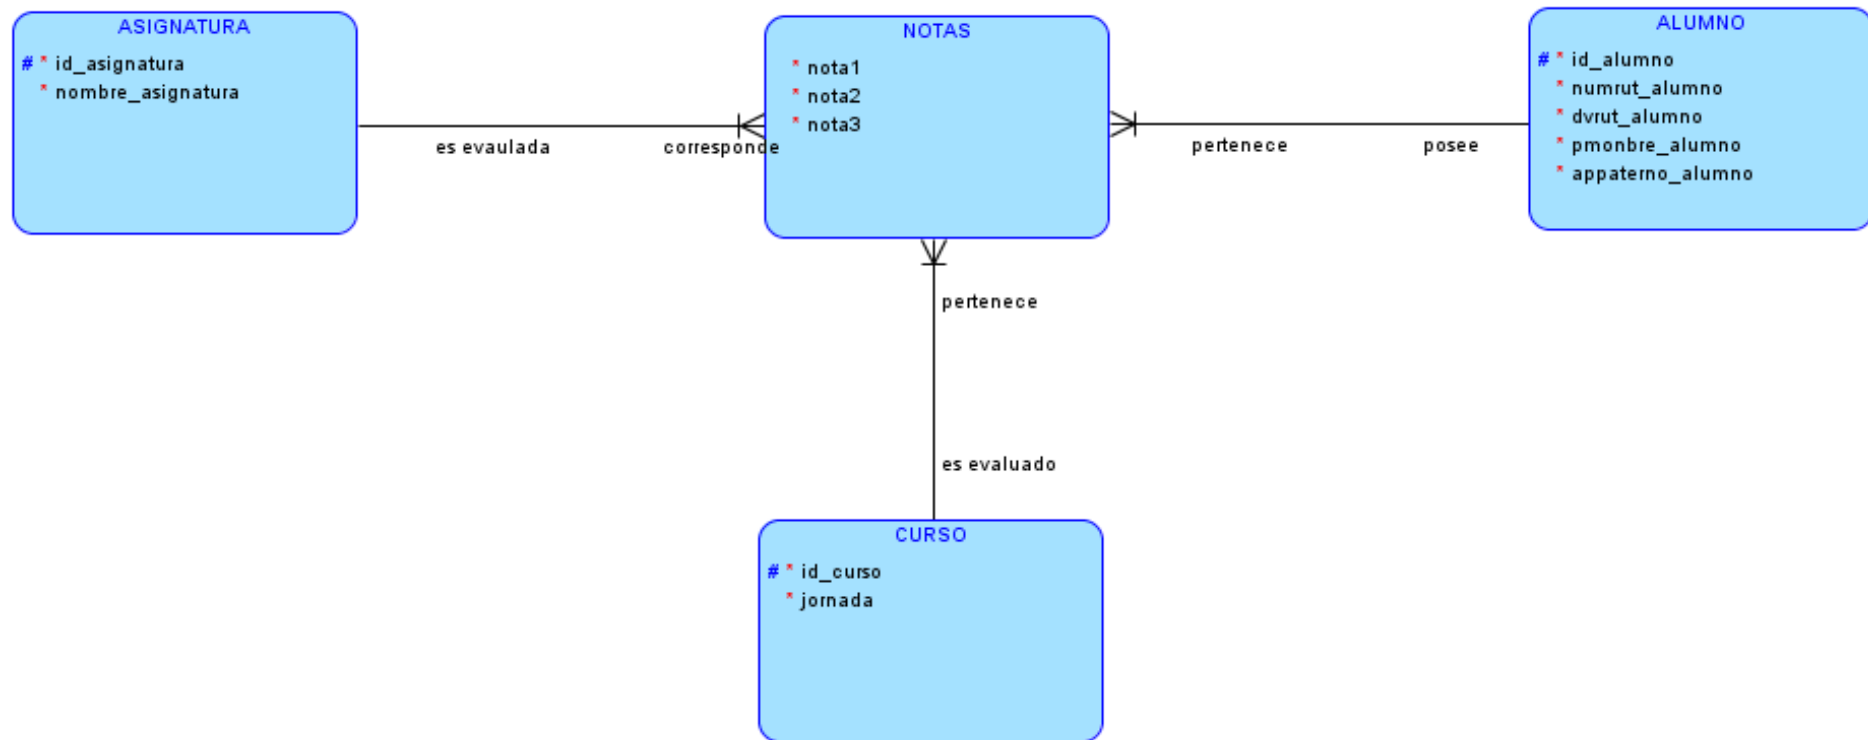 ASIGNATURA
# * id_asignatura
* nombre_asignatura
es evaulada
corresponde
NOTAS
* nota1
* nota2
* nota3
pertenece
posee
ALUMNO
# * id_alumno
* numrut_alumno
* dvrut_alumno
* pmonbre_alumno
* appaterno_alumno
pertenece
es evaluado
CURSO
# * id_curso
* jornada